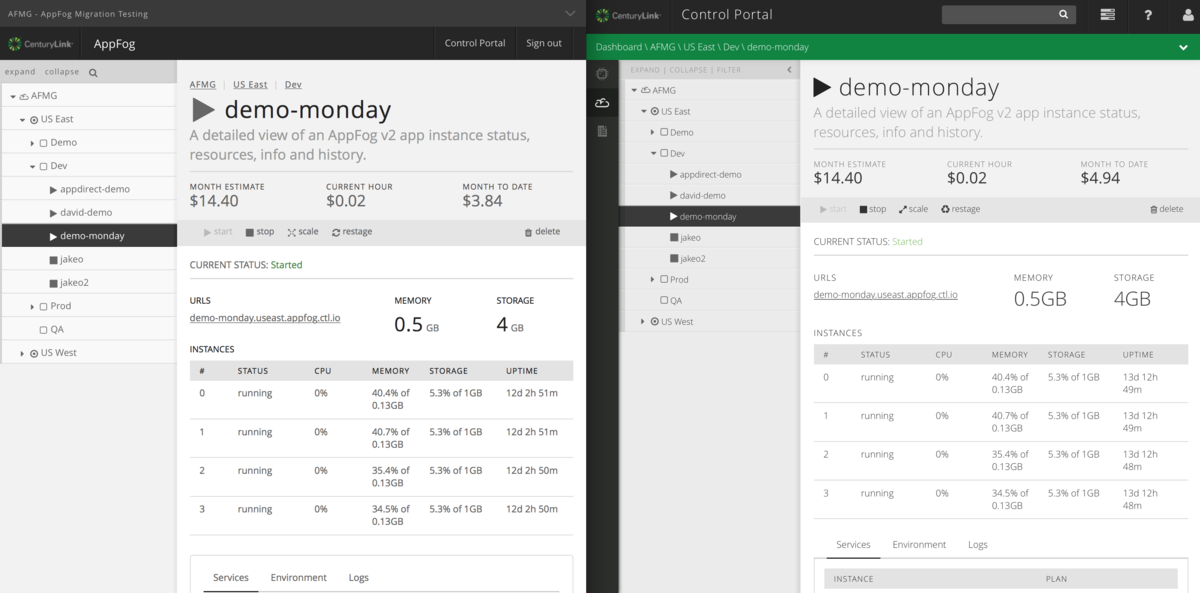 AFMG - AppFog Migration Testing
CenturyLink AppFog Control Portal Sign out
expand collapse
AFMG
US East
Demo
Dev
appdirect-demo
david-demo
demo-monday
jakeo
jakeo2
Prod
QA
US West
AFMG US East Dev
demo-monday
A detailed view of an AppFog v2 app instance status,
resources, info and history.
MONTH ESTIMATE CURRENT HOUR MONTH TO DATE
$14.40 $0.02 $3.84
start stop scale restage delete
CURRENT STATUS: Started
URLS MEMORY STORAGE
demo-monday.useast.appfog.ctl.io 0.5 GB 4 GB
INSTANCES
# STATUS CPU MEMORY STORAGE UPTIME
0 running 0% 40.4% of 5.3% of 1GB 12d 2h 51m
0.13GB
1 running 0% 40.7% of 5.3% of 1GB 12d 2h 51m
0.13GB
2 running 0% 35.4% of 5.3% of 1GB 12d 2h 50m
0.13GB
3 running 0% 34.5% of 5.3% of 1GB 12d 2h 50m
0.13GB
Services Environment Logs
CenturyLink Control Portal ?
Dashboard \ AFMG \ US East \ Dev \ demo-monday
EXPAND | COLLAPSE | FILTER
AFMG
US East
Demo
Dev
appdirect-demo
david-demo
demo-monday
jakeo
jakeo2
Prod
QA
US West
demo-monday
A detailed view of an AppFog v2 app instance status,
resources, info and history.
MONTH ESTIMATE CURRENT HOUR MONTH TO DATE
$14.40 $0.02 $4.94
start stop scale restage delete
CURRENT STATUS: Started
URLS MEMORY STORAGE
demo-monday.useast.appfog.ctl.io 0.5GB 4GB
INSTANCES
# STATUS CPU MEMORY STORAGE UPTIME
0 running 0% 40.4% of 5.3% of 1GB 13d 12h
0.13GB 49m
1 running 0% 40.7% of 5.3% of 1GB 13d 12h
0.13GB 49m
2 running 0% 35.4% of 5.3% of 1GB 13d 12h
0.13GB 48m
3 running 0% 34.5% of 5.3% of 1GB 13d 12h
0.13GB 48m
Services Environment Logs
INSTANCE PLAN